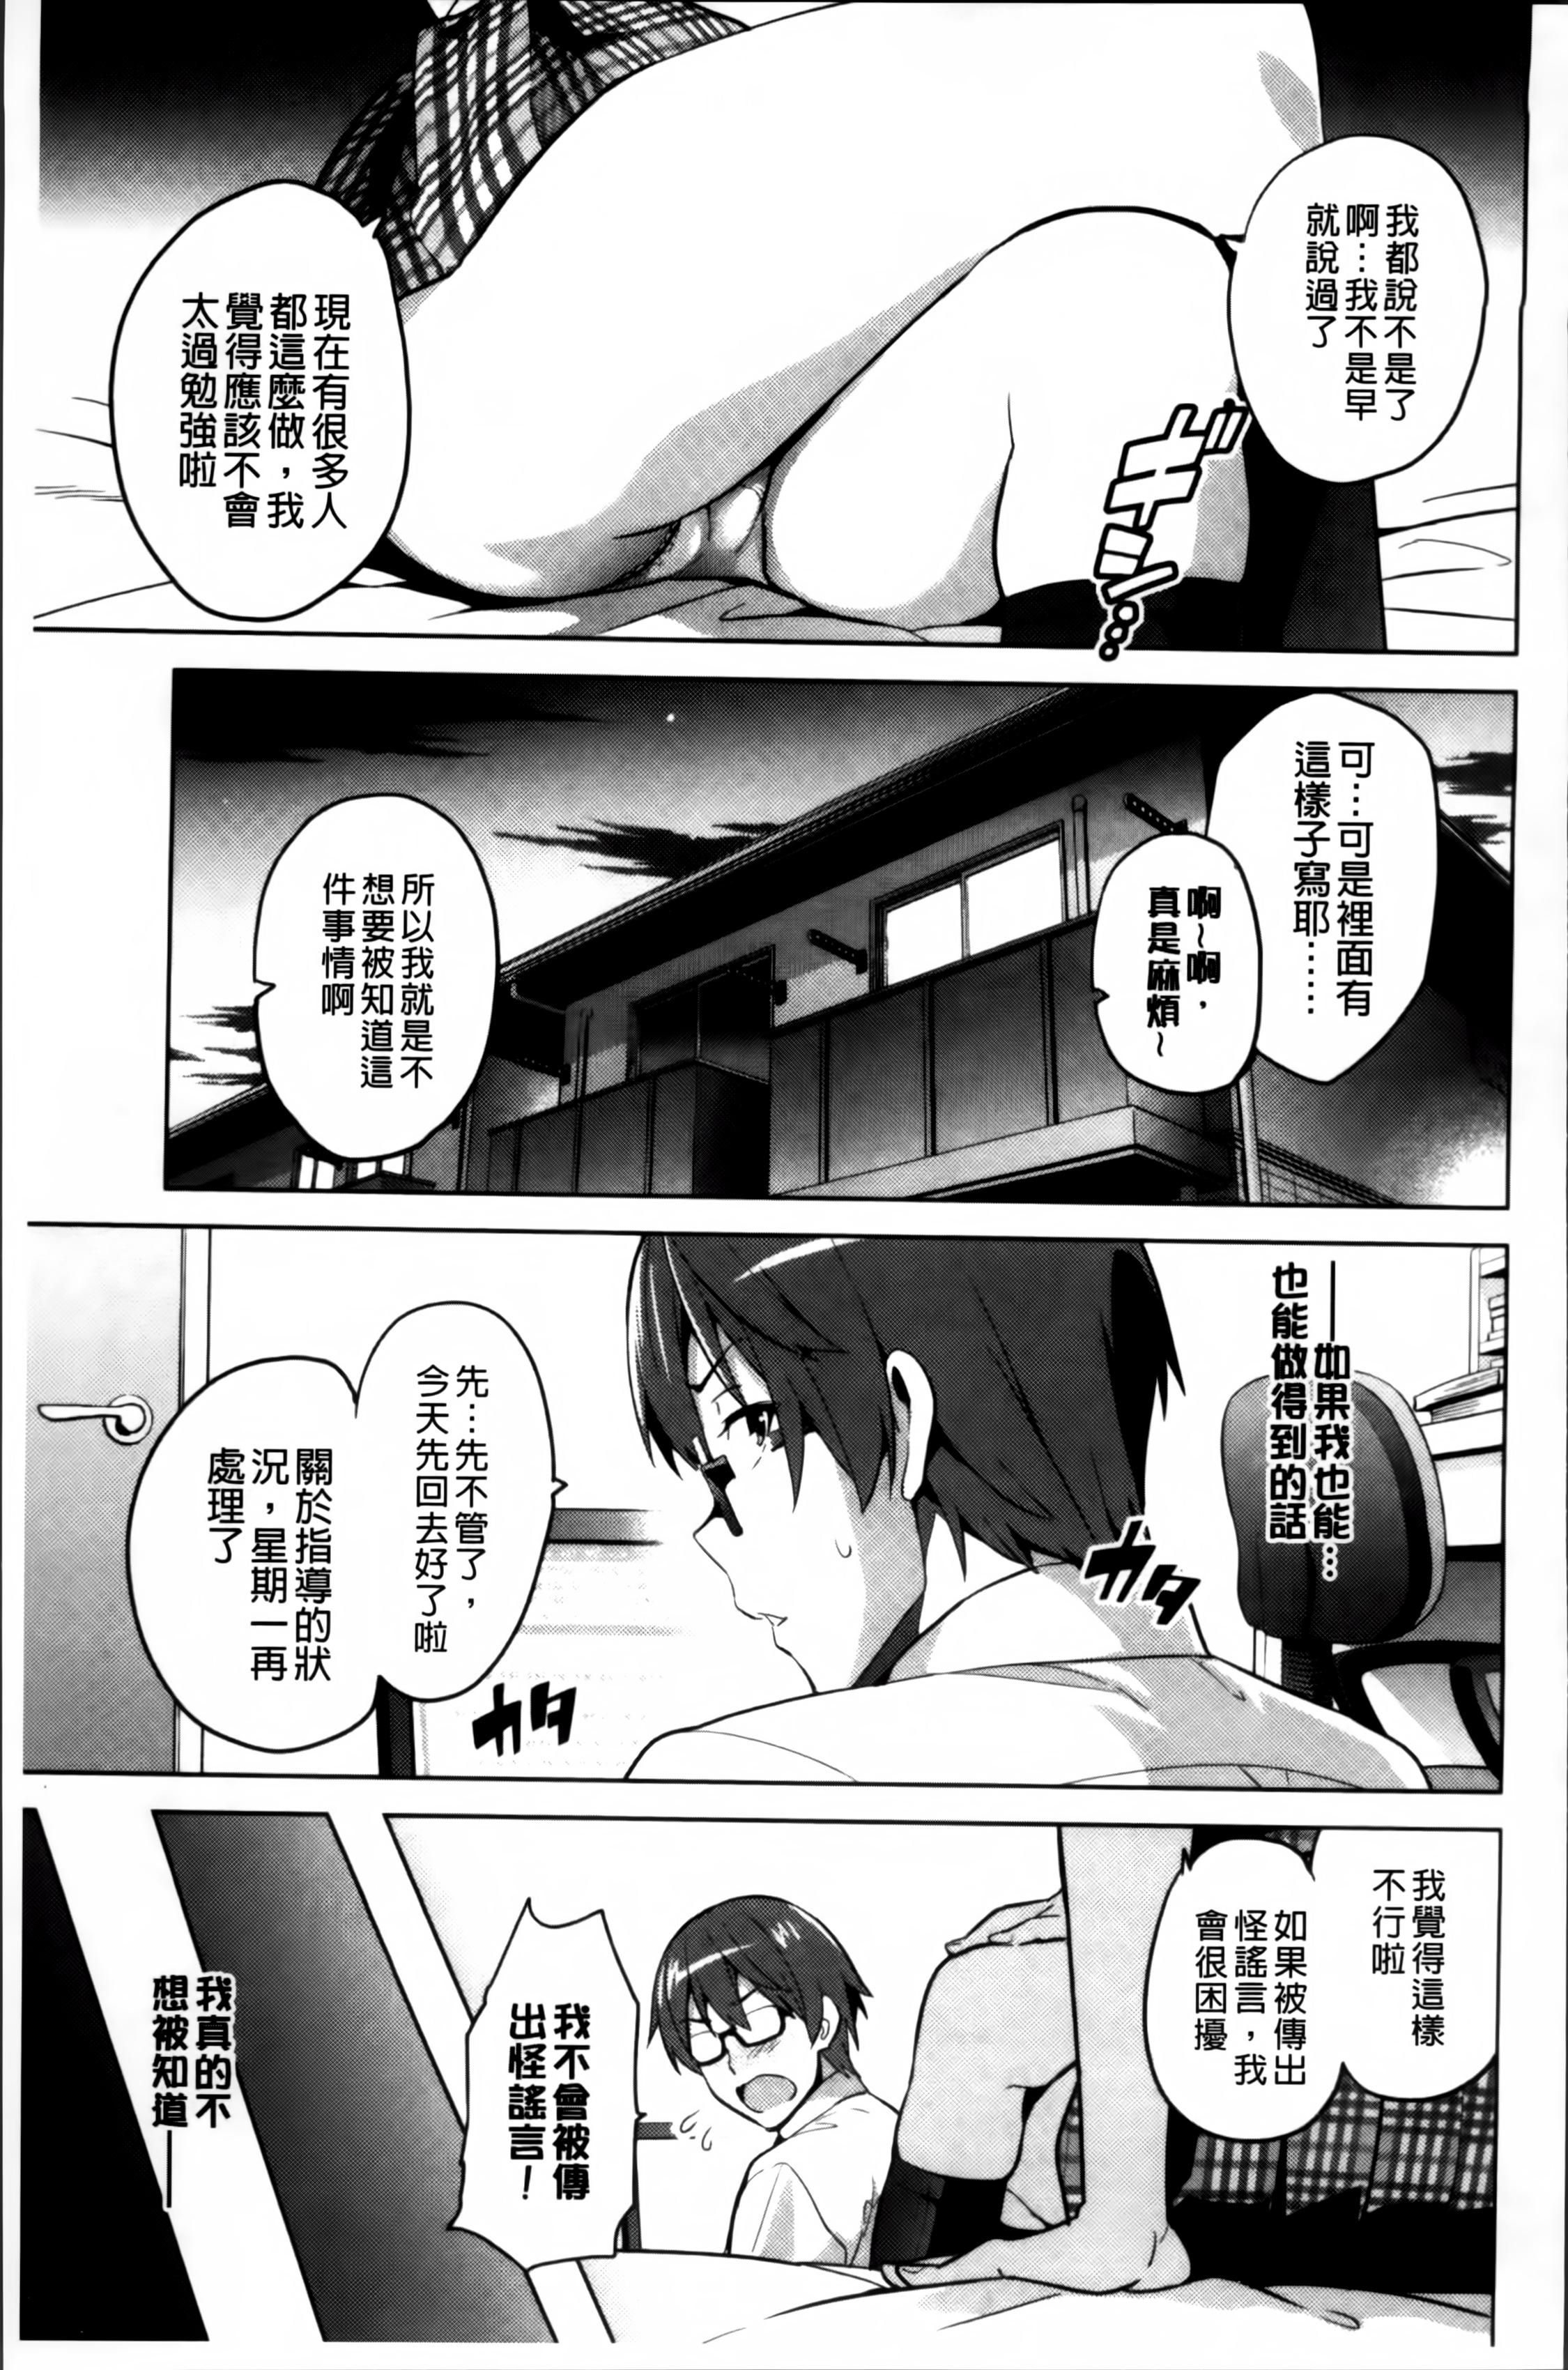 我都說不是了
啊…我不是早
就說過了
ギシ…
現在有很多人
都這麼做，我
覺得應該不會
太過勉強啦
可…可是裡面有
這樣子寫耶……
啊～啊，
真是麻煩～
所以我就是不
想要被知道這
件事情啊
——如果我也能…
也能做得到的話
カタ
先…先不管了，
今天先回去好了啦
關於指導的狀
況，星期一再
處理了
カタ
我覺得這樣
不行啦
如果被傳出
怪謠言，我
會很困擾
我不會被傳
出怪謠言！
我真的不
想被知道——